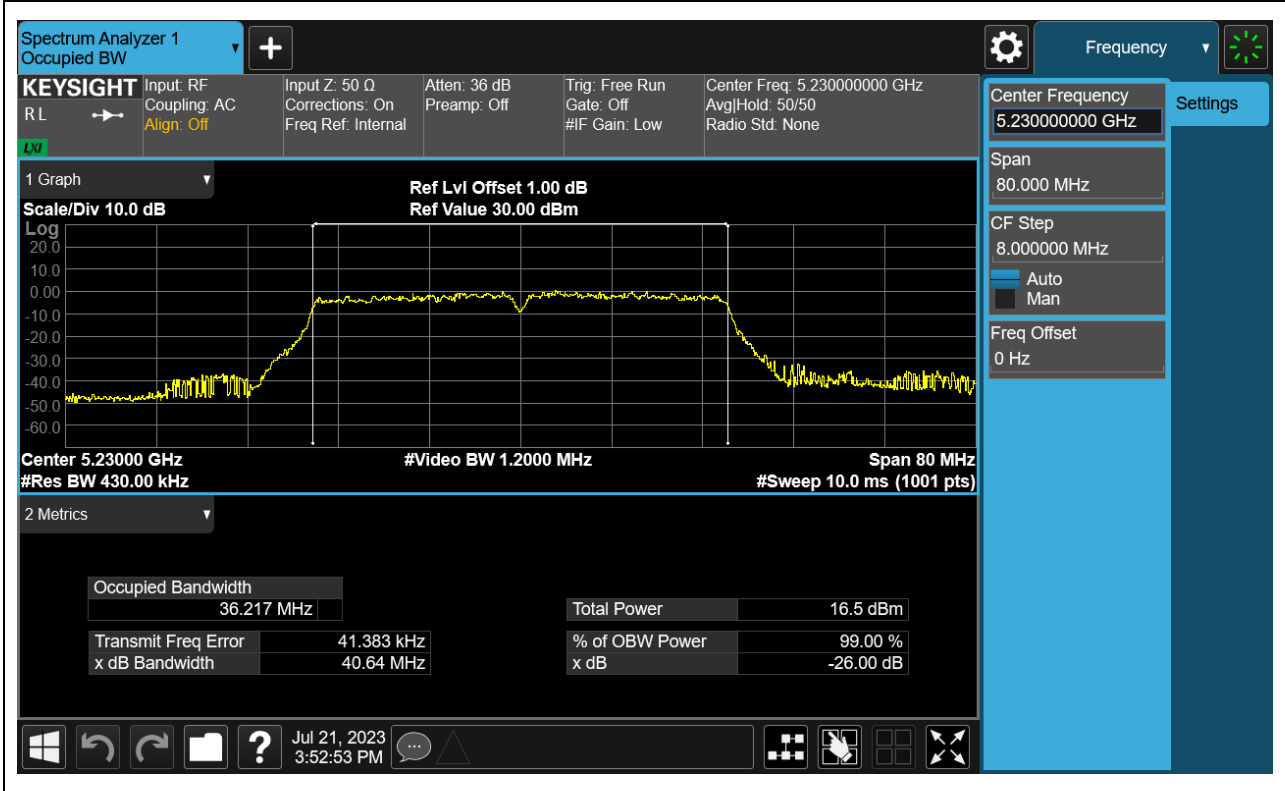 Spectrum Analyzer 1
Occupied BW
Frequency
KEYSIGHT
R L
LXI
Input: RF
Coupling: AC
Align: Off
Input Z: 50 Ω
Corrections: On
Freq Ref: Internal
Atten: 36 dB
Preamp: Off
Trig: Free Run
Gate: Off
#IF Gain: Low
Center Freq: 5.230000000 GHz
Avg|Hold: 50/50
Radio Std: None
Center Frequency
5.230000000 GHz
Settings
Span
80.000 MHz
CF Step
8.000000 MHz
Auto
Man
Freq Offset
0 Hz
1 Graph
Ref Lvl Offset 1.00 dB
Scale/Div 10.0 dB
Ref Value 30.00 dBm
Log
20.0
10.0
0.00
-10.0
-20.0
-30.0
-40.0
-50.0
-60.0
Center 5.23000 GHz
#Video BW 1.2000 MHz
Span 80 MHz
#Res BW 430.00 kHz
#Sweep 10.0 ms (1001 pts)
2 Metrics
Occupied Bandwidth
36.217 MHz
Total Power 16.5 dBm
Transmit Freq Error 41.383 kHz
% of OBW Power 99.00 %
x dB Bandwidth 40.64 MHz
x dB -26.00 dB
Jul 21, 2023
3:52:53 PM